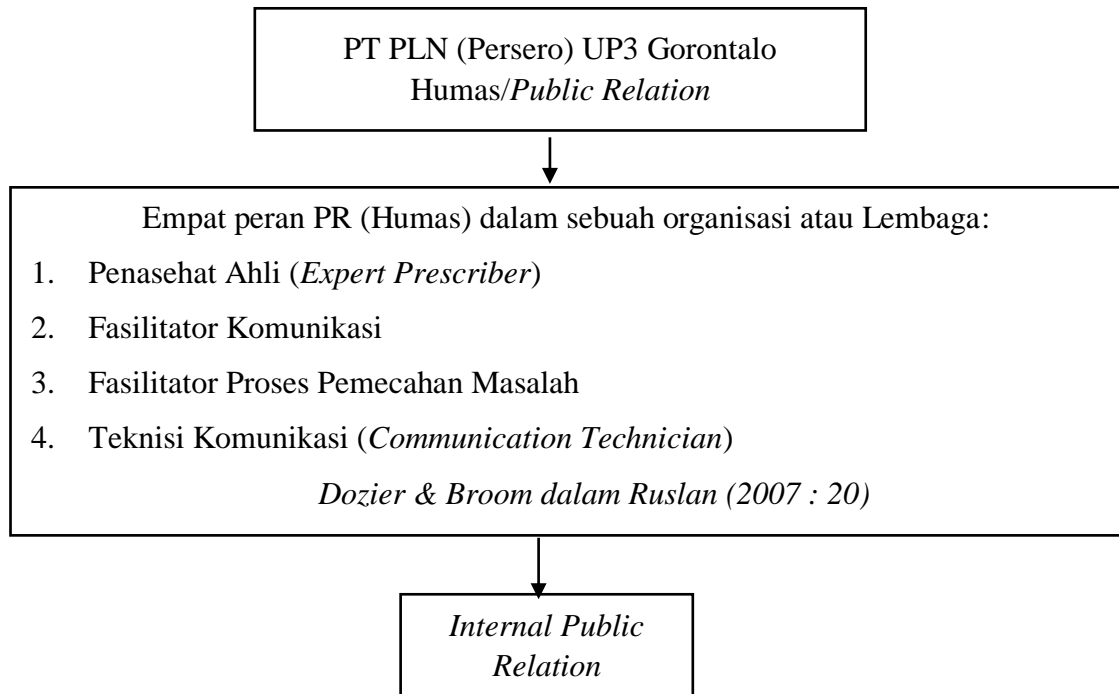 PT PLN (Persero) UP3 Gorontalo
Humas/Public Relation
Empat peran PR (Humas) dalam sebuah organisasi atau Lembaga:
1. Penasehat Ahli (Expert Prescriber)
2. Fasilitator Komunikasi
3. Fasilitator Proses Pemecahan Masalah
4. Teknisi Komunikasi (Communication Technician)
Dozier & Broom dalam Ruslan (2007 : 20)
Internal Public
Relation